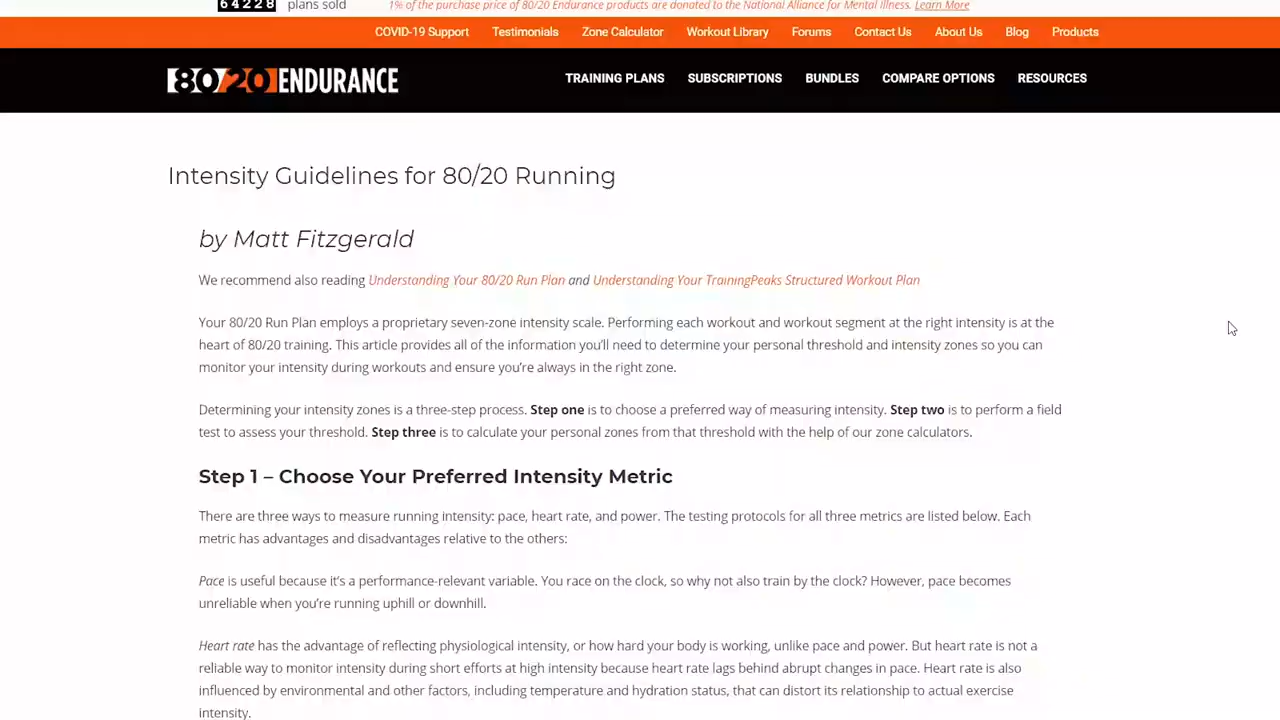 64228 plans sold 1% of the purchase price of 80/20 Endurance products are donated to the National Alliance for Mental Illness. Learn More
COVID-19 Support Testimonials Zone Calculator Workout Library Forums Contact Us About Us Blog Products
80/20 ENDURANCE TRAINING PLANS SUBSCRIPTIONS BUNDLES COMPARE OPTIONS RESOURCES
Intensity Guidelines for 80/20 Running
by Matt Fitzgerald
We recommend also reading Understanding Your 80/20 Run Plan and Understanding Your TrainingPeaks Structured Workout Plan
Your 80/20 Run Plan employs a proprietary seven-zone intensity scale. Performing each workout and workout segment at the right intensity is at the
heart of 80/20 training. This article provides all of the information you'll need to determine your personal threshold and intensity zones so you can
monitor your intensity during workouts and ensure you're always in the right zone.
Determining your intensity zones is a three-step process. Step one is to choose a preferred way of measuring intensity. Step two is to perform a field
test to assess your threshold. Step three is to calculate your personal zones from that threshold with the help of our zone calculators.
Step 1 – Choose Your Preferred Intensity Metric
There are three ways to measure running intensity: pace, heart rate, and power. The testing protocols for all three metrics are listed below. Each
metric has advantages and disadvantages relative to the others:
Pace is useful because it's a performance-relevant variable. You race on the clock, so why not also train by the clock? However, pace becomes
unreliable when you're running uphill or downhill.
Heart rate has the advantage of reflecting physiological intensity, or how hard your body is working, unlike pace and power. But heart rate is not a
reliable way to monitor intensity during short efforts at high intensity because heart rate lags behind abrupt changes in pace. Heart rate is also
influenced by environmental and other factors, including temperature and hydration status, that can distort its relationship to actual exercise
intensity.